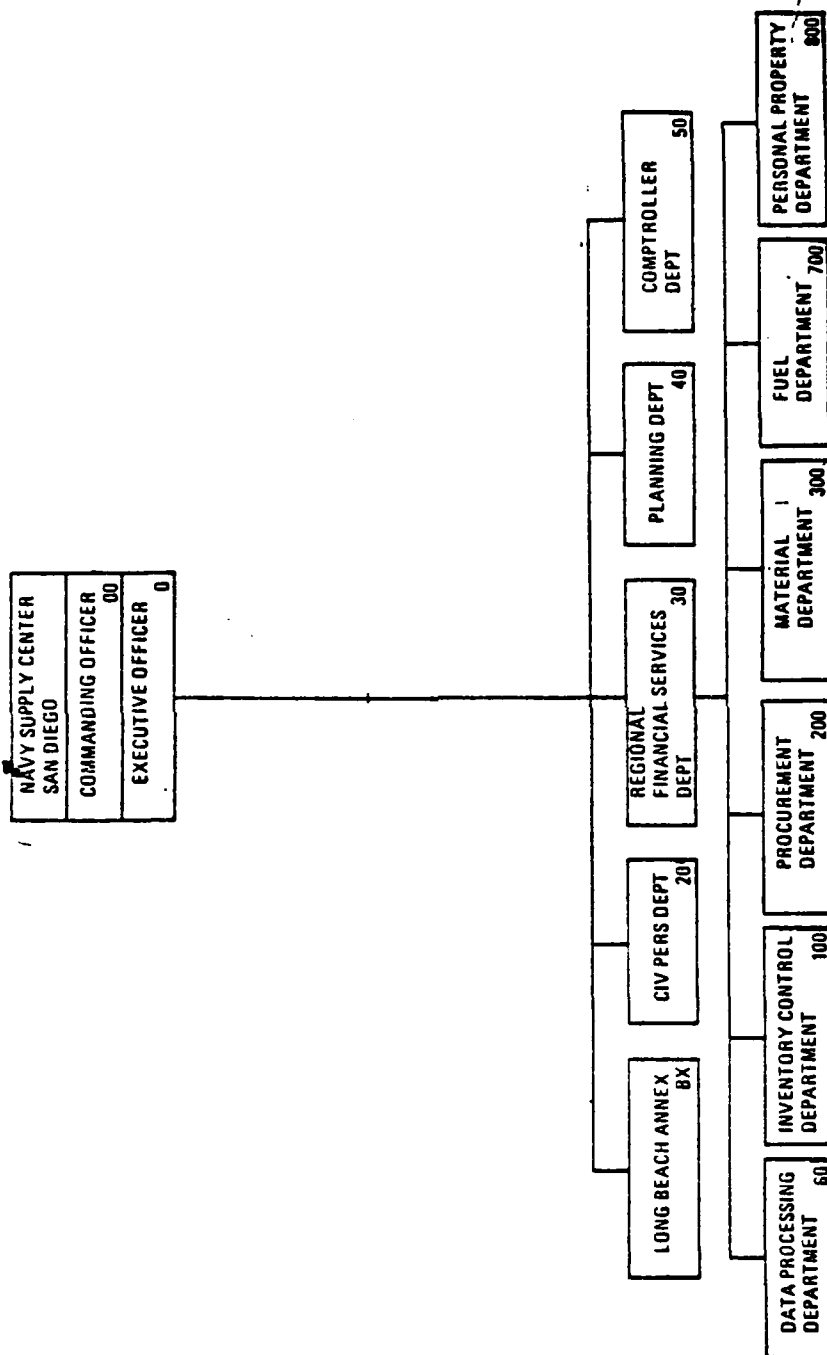 NAVY SUPPLY CENTER
SAN DIEGO
COMMANDING OFFICER
00
EXECUTIVE OFFICER
0
LONG BEACH ANNEX
BX
CIV PERS DEPT
20
REGIONAL
FINANCIAL SERVICES
DEPT
30
PLANNING DEPT
40
COMPTROLLER
DEPT
50
DATA PROCESSING
DEPARTMENT
60
INVENTORY CONTROL
DEPARTMENT
100
PROCUREMENT
DEPARTMENT
200
MATERIAL
DEPARTMENT
300
FUEL
DEPARTMENT
700
PERSONAL PROPERTY
DEPARTMENT
800